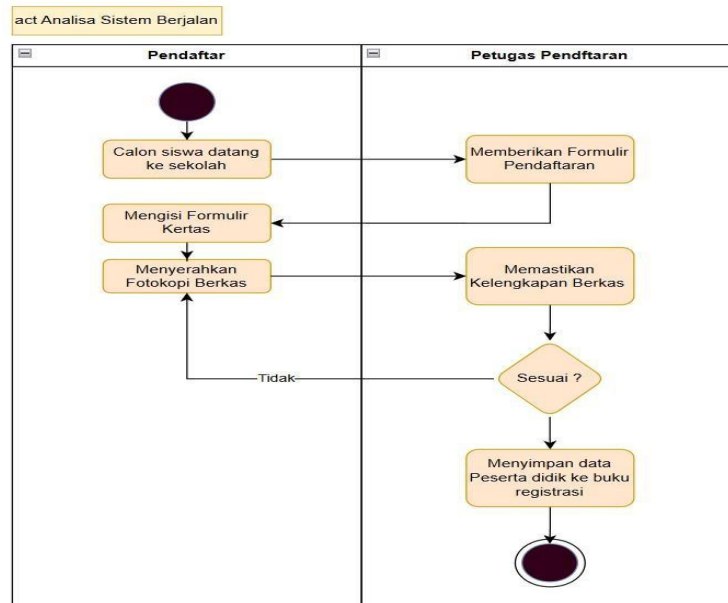 act Analisa Sistem Berjalan
Pendaftar
Petugas Pendftaran
Calon siswa datang
ke sekolah
Memberikan Formulir
Pendaftaran
Mengisi Formulir
Kertas
Menyerahkan
Fotokopi Berkas
Memastikan
Kelengkapan Berkas
Sesuai ?
Tidak
Menyimpan data
Peserta didik ke buku
registrasi